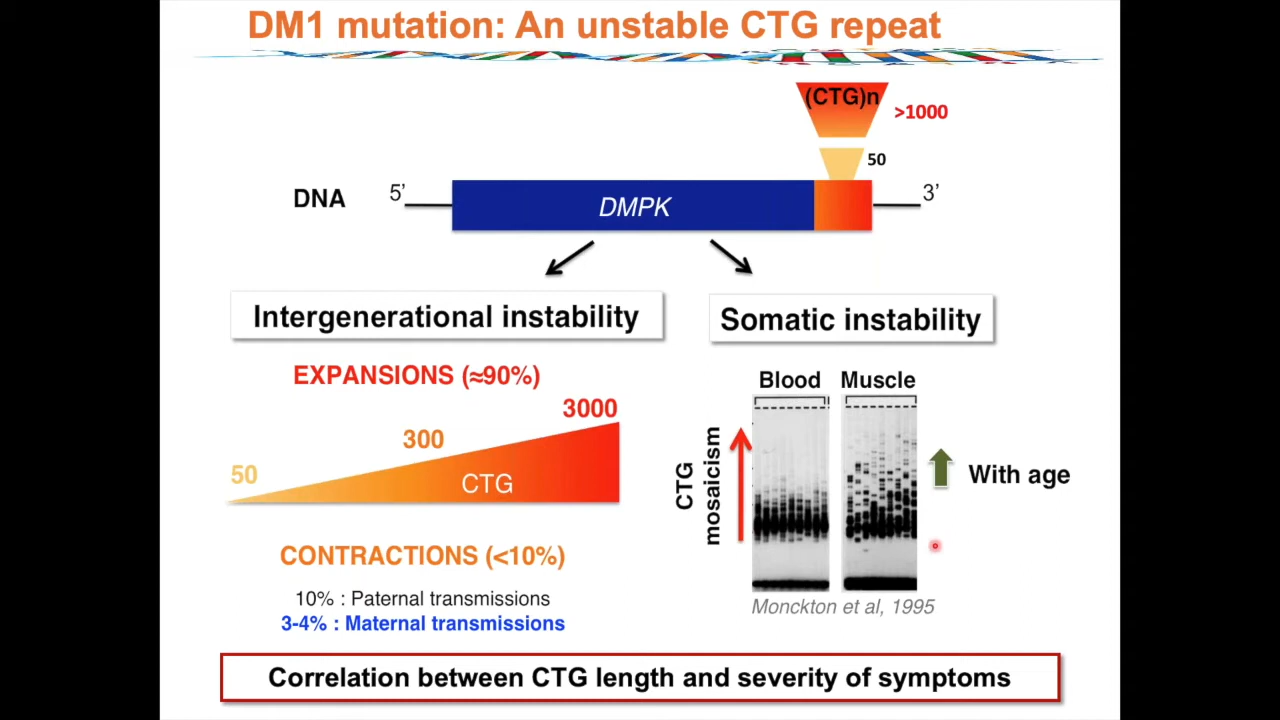 DM1 mutation: An unstable CTG repeat
(CTG)n
>1000
50
DNA
5’
DMPK
3’
Intergenerational instability
EXPANSIONS (≈90%)
50
300
3000
CTG
CONTRACTIONS (<10%)
10% : Paternal transmissions
3-4% : Maternal transmissions
Somatic instability
Blood
Muscle
CTG
mosaicism
With age
Monckton et al, 1995
Correlation between CTG length and severity of symptoms